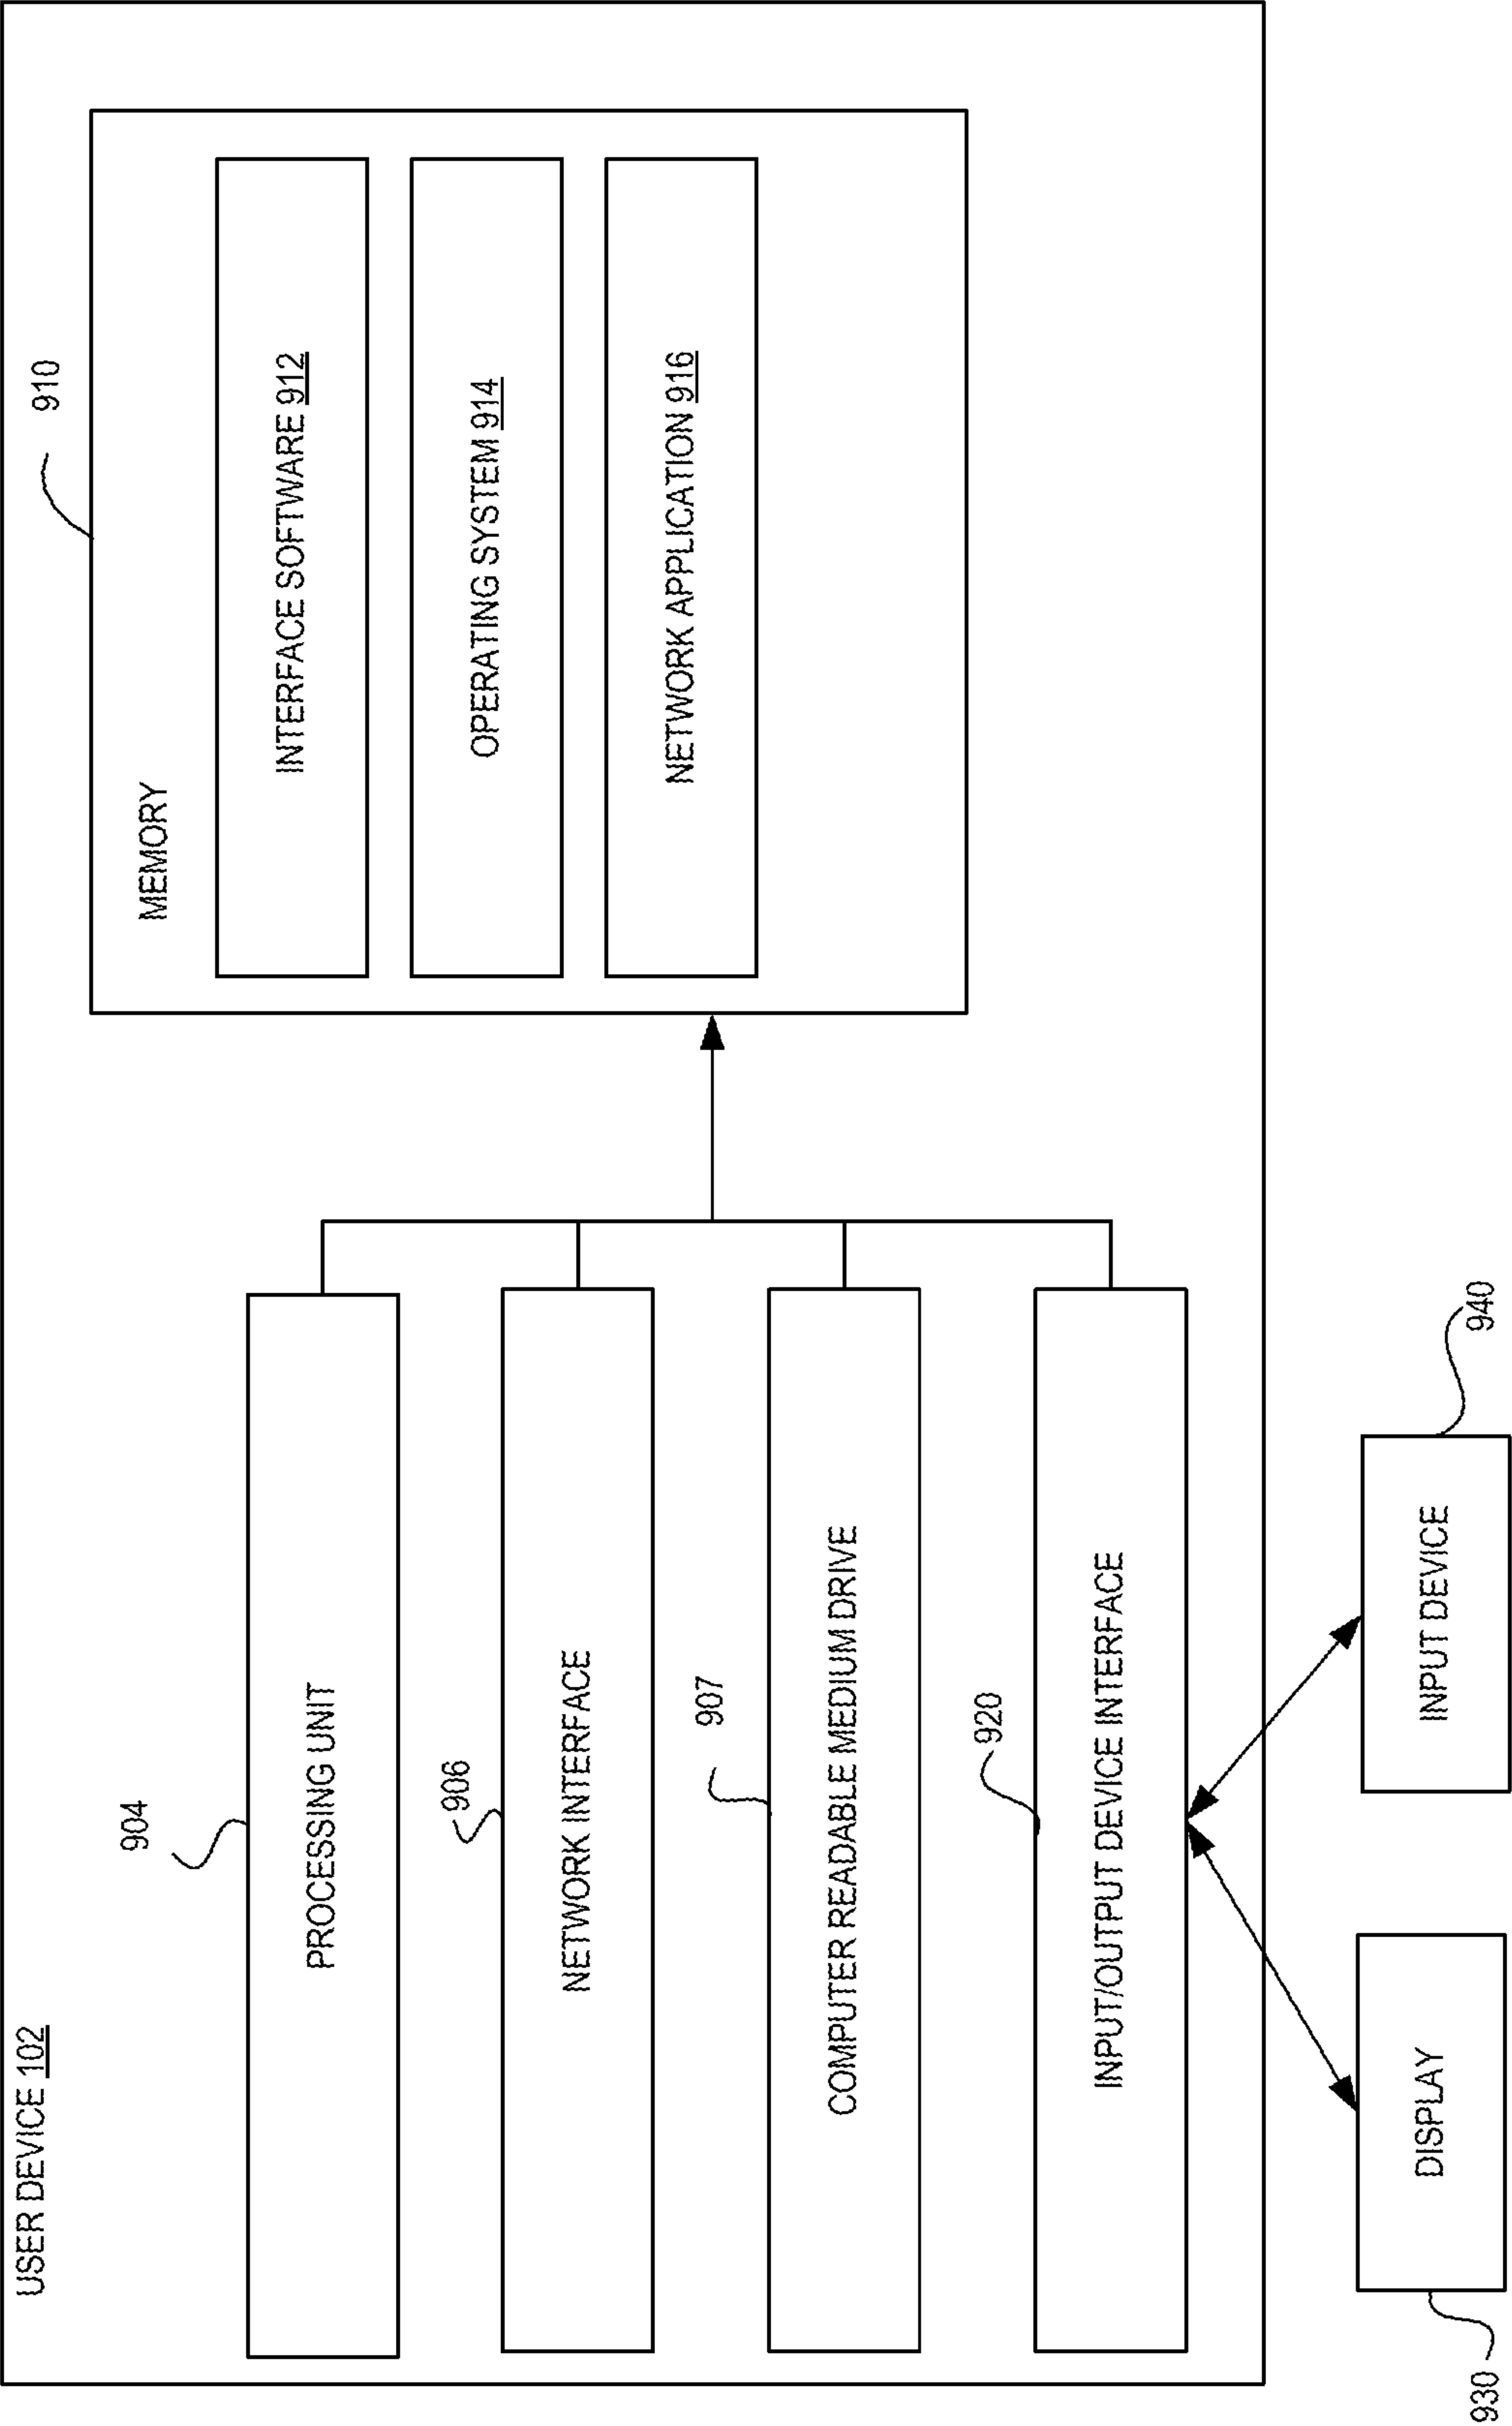 USER DEVICE 102
910
MEMORY
INTERFACE SOFTWARE 912
OPERATING SYSTEM 914
NETWORK APPLICATION 916
904
PROCESSING UNIT
906
NETWORK INTERFACE
907
COMPUTER READABLE MEDIUM DRIVE
920
INPUT/OUTPUT DEVICE INTERFACE
930
DISPLAY
940
INPUT DEVICE